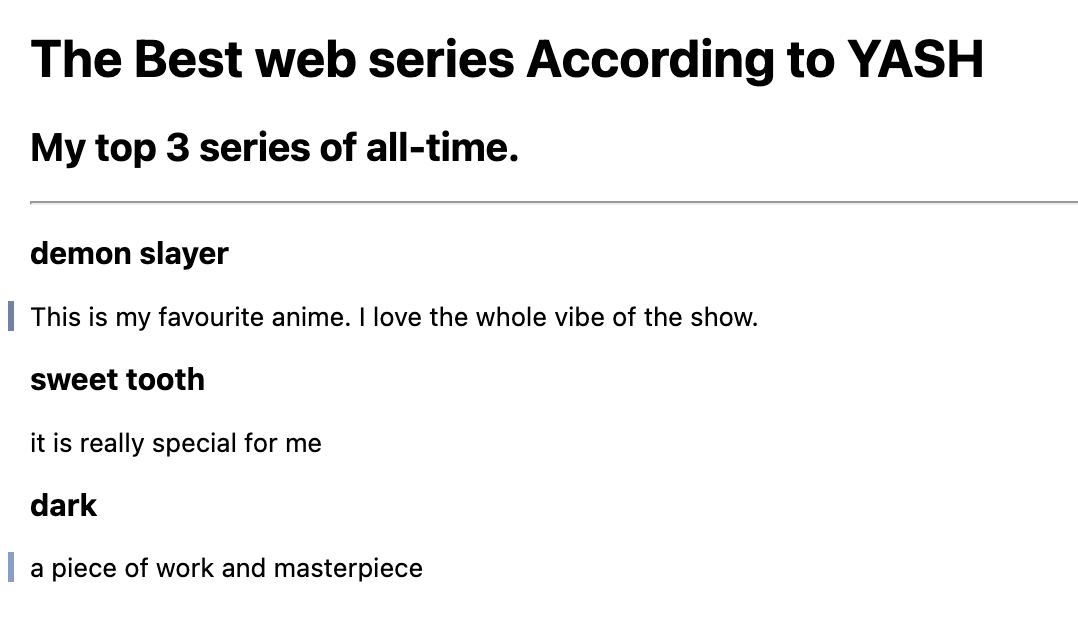 The Best web series According to YASH
My top 3 series of all-time.
demon slayer
This is my favourite anime. I love the whole vibe of the show.
sweet tooth
it is really special for me
dark
a piece of work and masterpiece